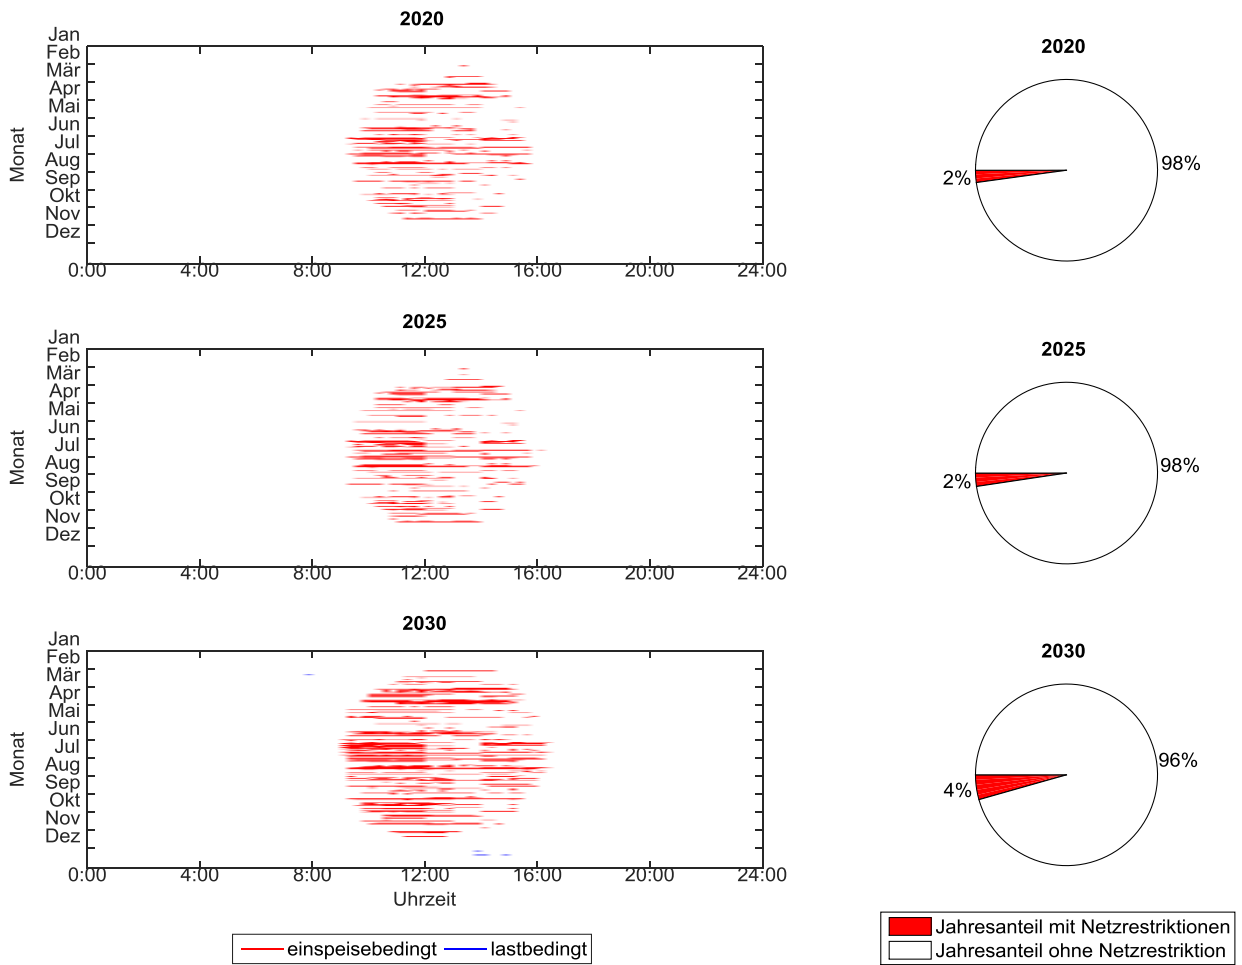 2020
Jan
Feb
Mär
Apr
Mai
Jun
Jul
Aug
Sep
Okt
Nov
Dez
Monat
0:00 4:00 8:00 12:00 16:00 20:00 24:00
2020
98%
2%
2025
Jan
Feb
Mär
Apr
Mai
Jun
Jul
Aug
Sep
Okt
Nov
Dez
Monat
0:00 4:00 8:00 12:00 16:00 20:00 24:00
2025
98%
2%
2030
Jan
Feb
Mär
Apr
Mai
Jun
Jul
Aug
Sep
Okt
Nov
Dez
Monat
0:00 4:00 8:00 12:00 16:00 20:00 24:00
Uhrzeit
einspeisebedingt lastbedingt
2030
96%
4%
Jahresanteil mit Netzrestriktionen
Jahresanteil ohne Netzrestriktion